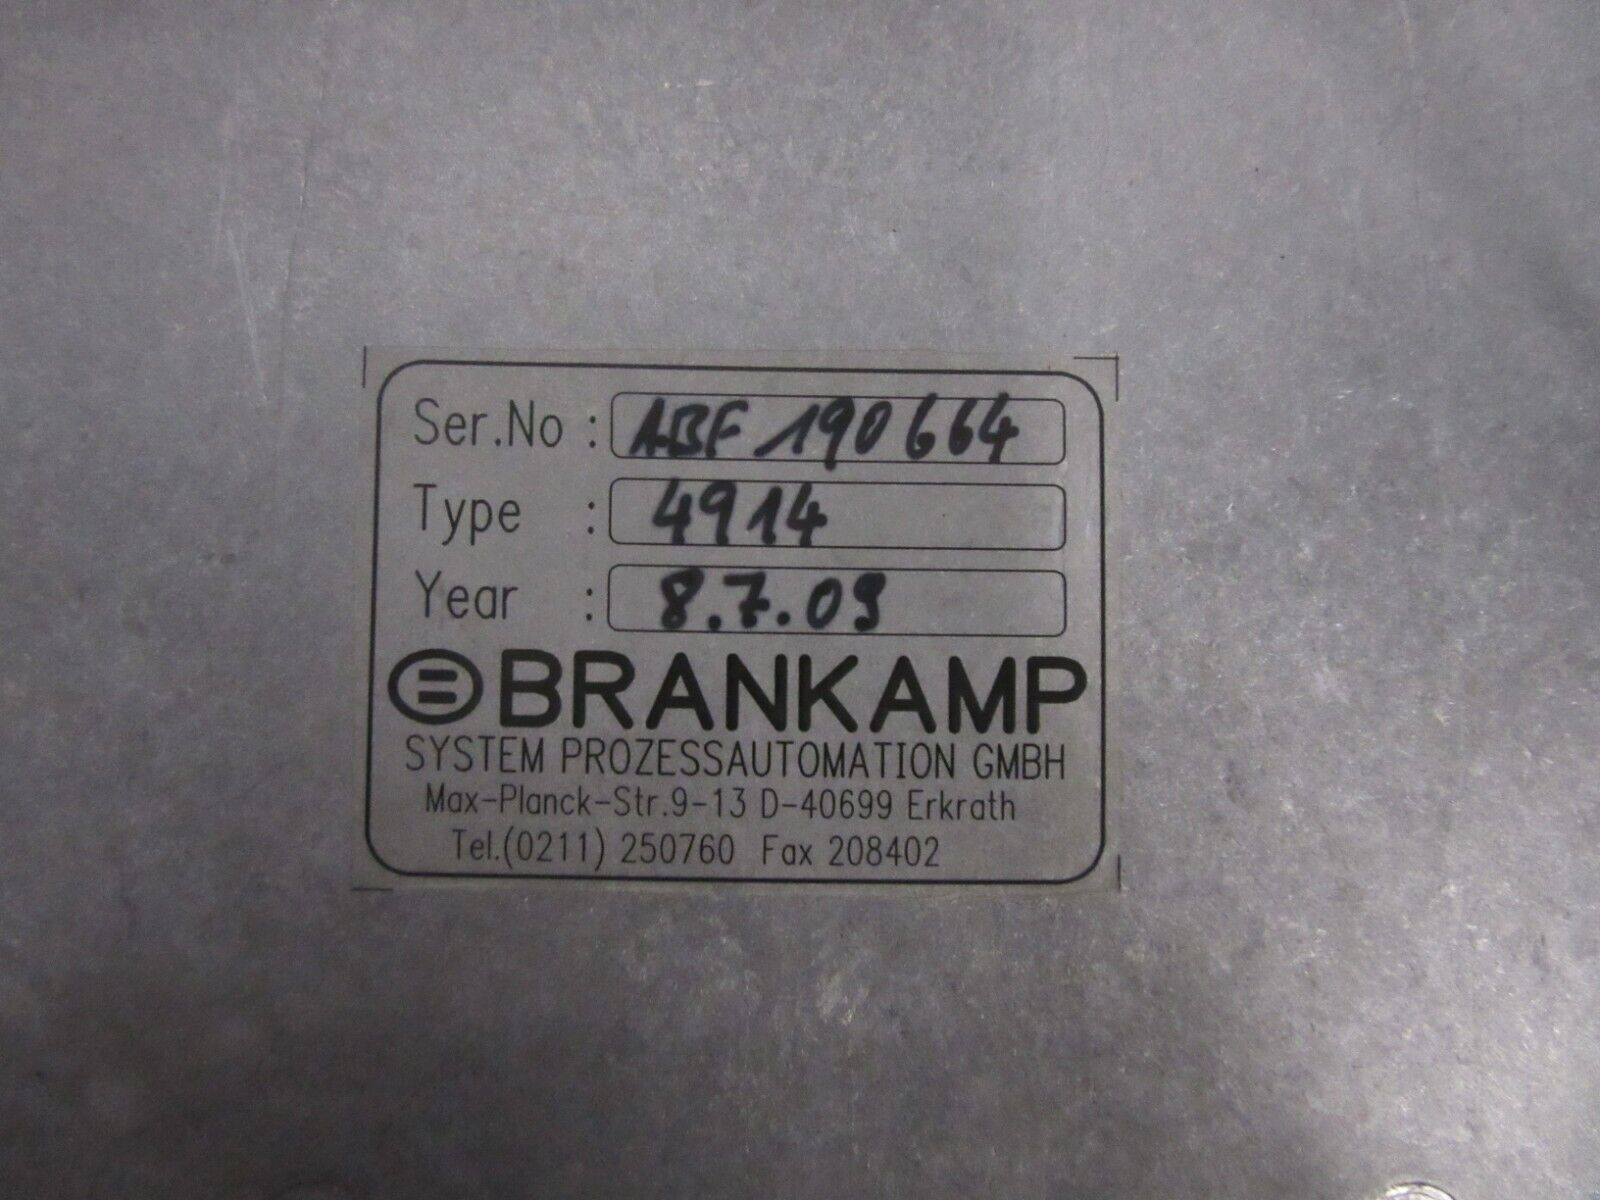 Ser.No : ABF 190664
Type : 4914
Year : 8.7.09
BRANKAMP
SYSTEM PROZESSAUTOMATION GMBH
Max-Planck-Str.9-13 D-40699 Erkrath
Tel.(0211) 250760 Fax 208402